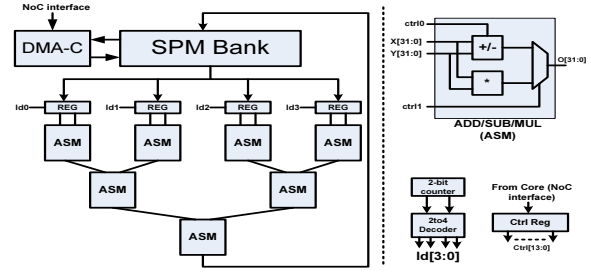 NoC interface
DMA-C
SPM Bank
ld0
REG
ld1
REG
ld2
REG
ld3
REG
ASM
ASM
ASM
ASM
ASM
ASM
ASM
ctrl0
X[31:0]
Y[31:0]
+/-
*
O[31:0]
ctrl1
ADD/SUB/MUL
(ASM)
2-bit
counter
2to4
Decoder
ld[3:0]
From Core (NoC
interface)
Ctrl Reg
Ctrl[13:0]